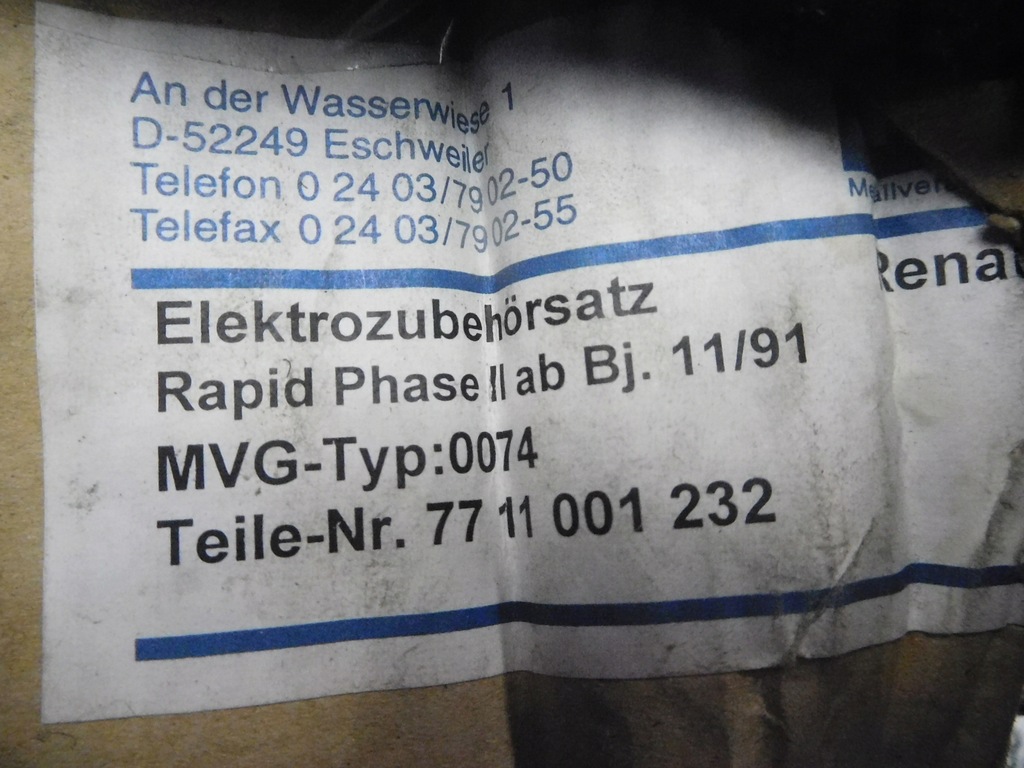 An der Wasserwiese 1
D-52249 Eschweiler
Telefon 0 24 03/79 02-50
Telefax 0 24 03/79 02-55
Elektrozubehörsatz
Rapid Phase II ab Bj. 11/91
MVG-Typ:0074
Teile-Nr. 77 11 001 232
Renau